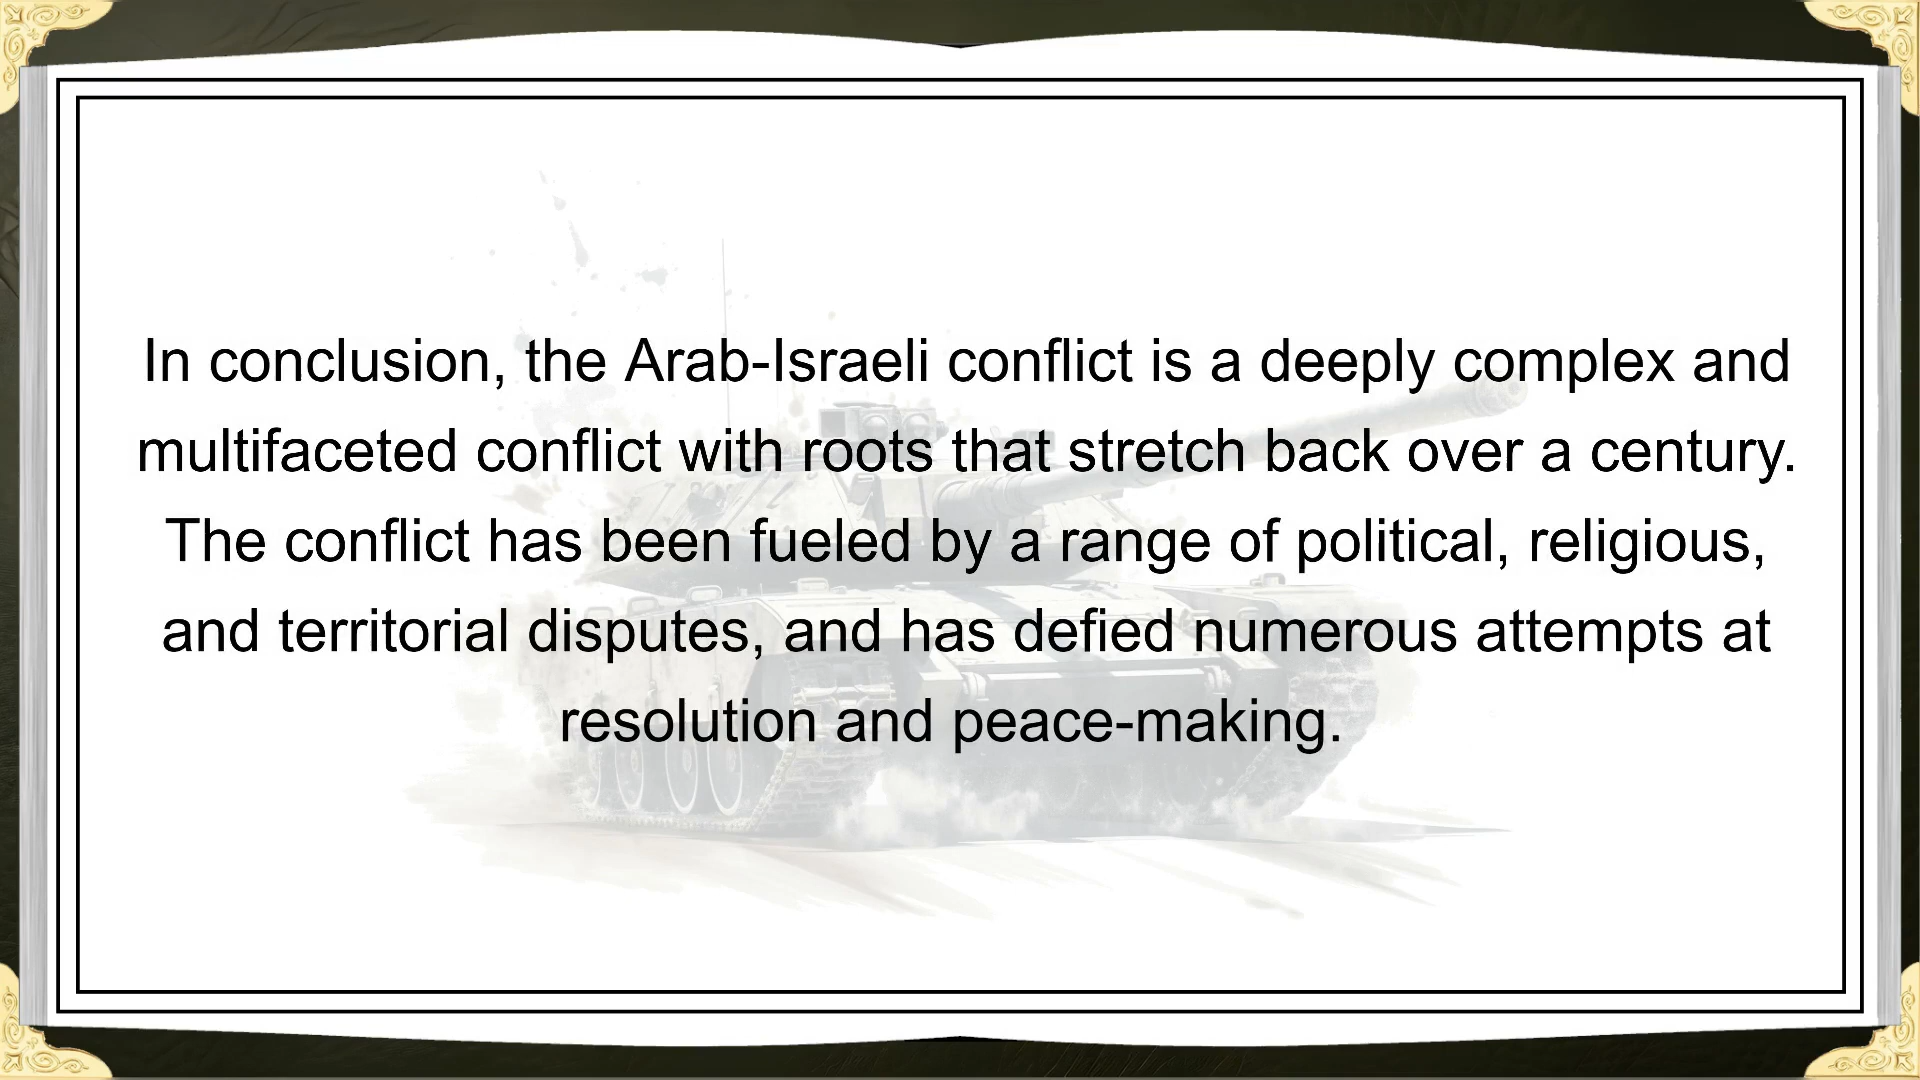 In conclusion, the Arab-Israeli conflict is a deeply complex and
multifaceted conflict with roots that stretch back over a century.
The conflict has been fueled by a range of political, religious,
and territorial disputes, and has defied numerous attempts at
resolution and peace-making.